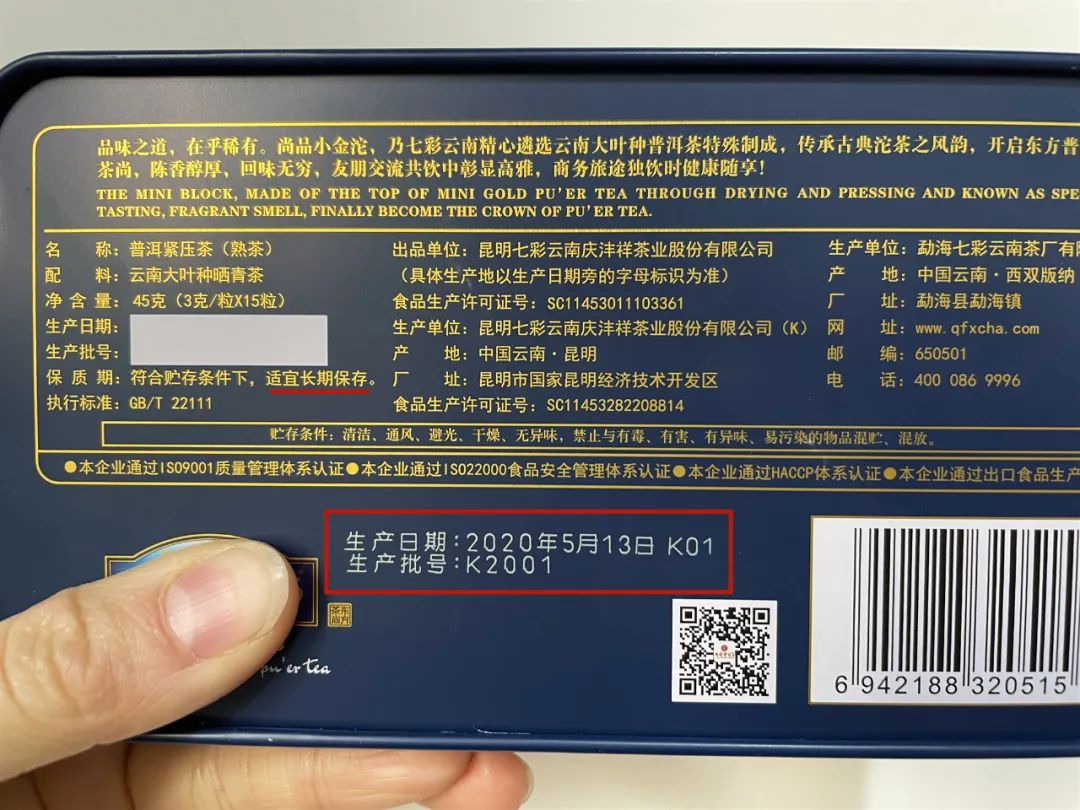 品味之道，在乎稀有。尚品小金沱，乃七彩云南精心遴选云南大叶种普洱茶特殊制成，传承古典沱茶之风韵，开启东方普
茶尚，陈香醇厚，回味无穷，友朋交流共饮中彰显高雅，商务旅途独饮时健康随享！
THE MINI BLOCK, MADE OF THE TOP OF MINI GOLD PU'ER TEA THROUGH DRYING AND PRESSING AND KNOWN AS SPE
TASTING, FRAGRANT SMELL, FINALLY BECOME THE CROWN OF PU'ER TEA.
名 称：普洱紧压茶（熟茶）
配 料：云南大叶种晒青茶
净 含 量：45克（3克/粒X15粒）
生产日期：
生产批号：
保 质 期：符合贮存条件下，适宜长期保存。
执行标准：GB/T 22111
出品单位：昆明七彩云南庆沣祥茶业股份有限公司
（具体生产地以生产日期旁的字母标识为准）
食品生产许可证号：SC11453011103361
生产单位：昆明七彩云南庆沣祥茶业股份有限公司（K）
产 地：中国云南·昆明
厂 址：昆明市国家昆明经济技术开发区
食品生产许可证号：SC11453282208814
生产单位：勐海七彩云南茶厂有
产 地：中国云南·西双版纳
厂 址：勐海县勐海镇
网 址：www.qfxcha.com
邮 编：650501
电 话：400 086 9996
贮存条件：清洁、通风、避光、干燥、无异味，禁止与有毒、有害、有异味、易污染的物品混贮、混放。
●本企业通过ISO9001质量管理体系认证●本企业通过ISO22000食品安全管理体系认证●本企业通过HACCP体系认证●本企业通过出口食品生产
生产日期:2020年5月13日 K01
生产批号:K2001
茶东
尚方
pu'er tea
6 942188 320515